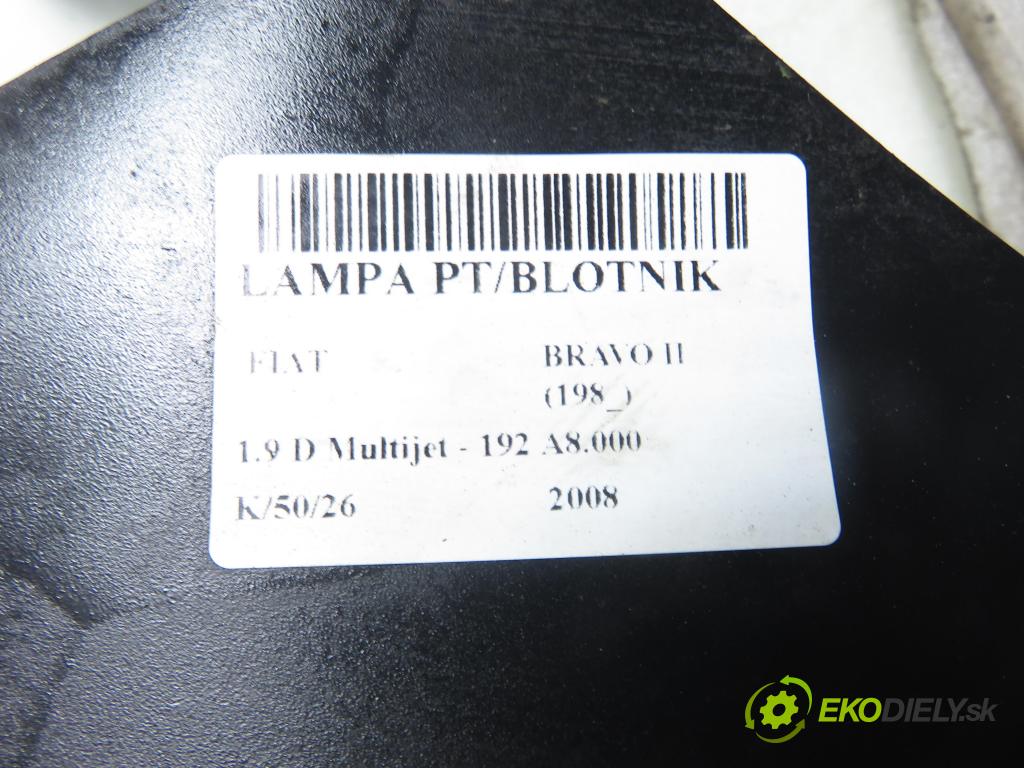 LAMPA PT/BLOTNIK
FIAT BRAVO II
(198_)
1.9 D Multijet - 192 A8.000
K/50/26 2008
EKODIELY.sk